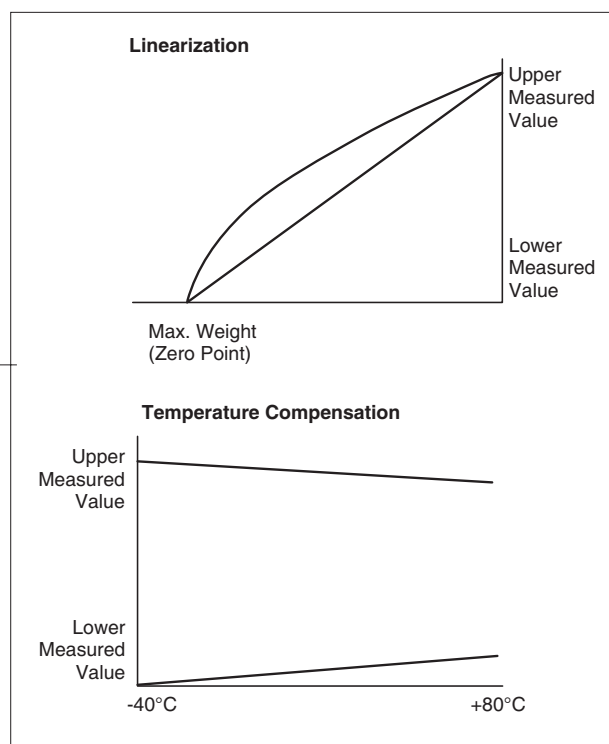 Linearization
Upper
Measured
Value
Lower
Measured
Value
Max. Weight
(Zero Point)
Temperature Compensation
Upper
Measured
Value
Lower
Measured
Value
-40°C
+80°C